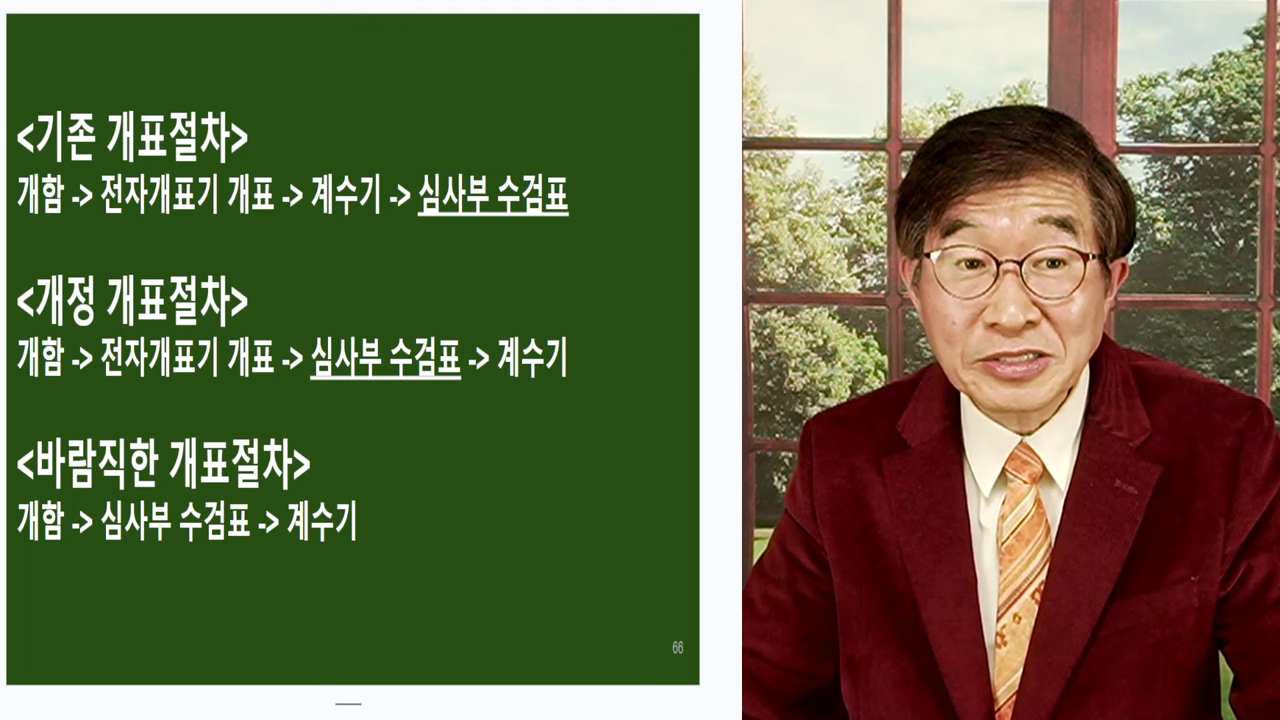 <기존 개표절차>
개함 -> 전자개표기 개표 -> 계수기 -> 심사부 수검표
<개정 개표절차>
개함 -> 전자개표기 개표 -> 심사부 수검표 -> 계수기
<바람직한 개표절차>
개함 -> 심사부 수검표 -> 계수기
66